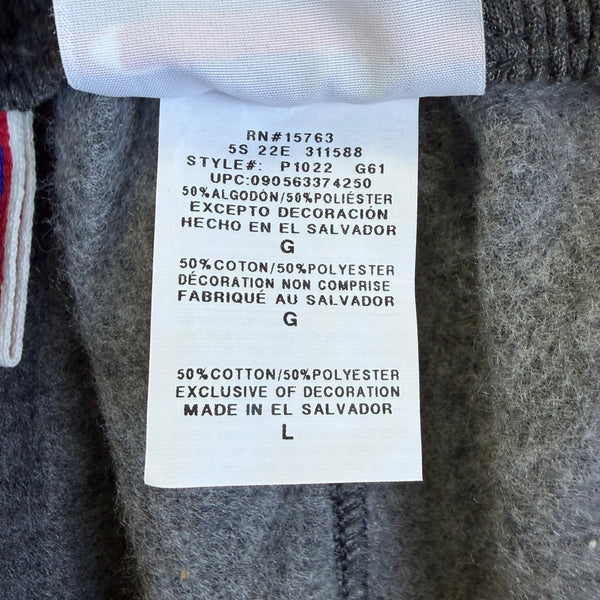 RN#15763
5S 22E 311588
STYLE#: P1022 G61
UPC:090563374250
50%ALGODÓN/50%POLIÉSTER
EXCEPTO DECORACIÓN
HECHO EN EL SALVADOR
G
50%COTON/50%POLYESTER
DÉCORATION NON COMPRISE
FABRIQUÉ AU SALVADOR
G
50%COTTON/50%POLYESTER
EXCLUSIVE OF DECORATION
MADE IN EL SALVADOR
L